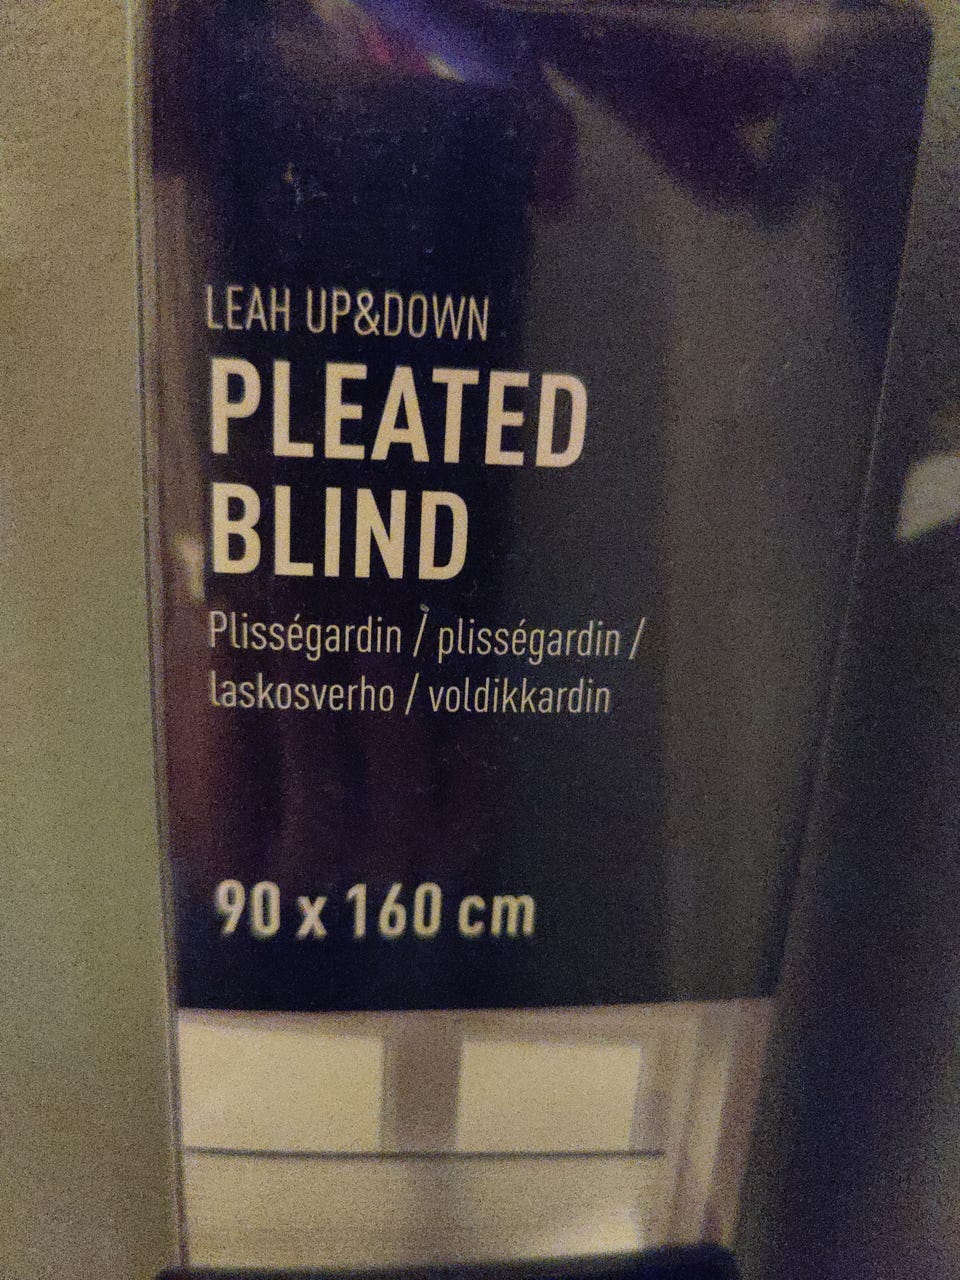 LEAH UP&DOWN
PLEATED
BLIND
Plisségardin / plisségardin /
laskosverho / voldikkardin
90 x 160 cm